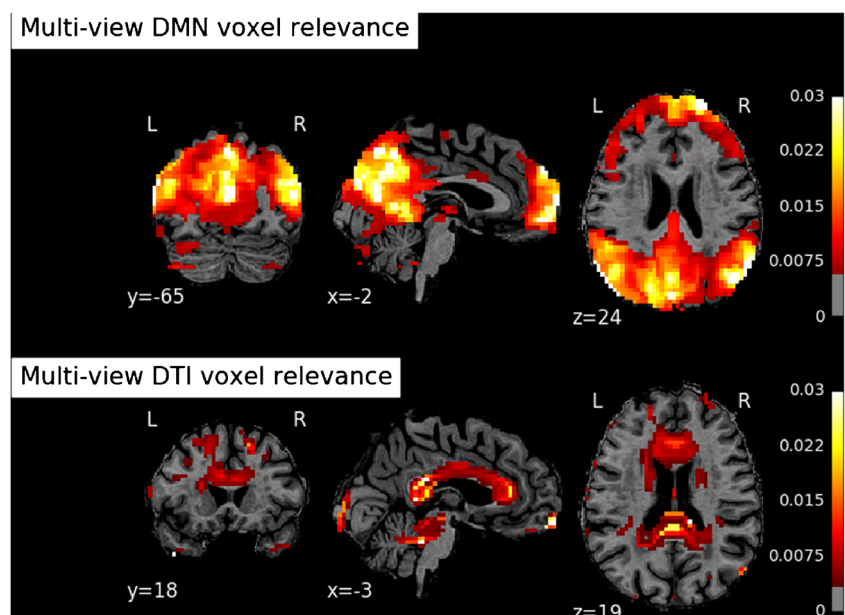 Multi-view DMN voxel relevance
L R
L R
0.03
0.022
0.015
0.0075
0
y=-65
x=-2
z=24
Multi-view DTI voxel relevance
L R
L R
0.03
0.022
0.015
0.0075
0
y=18
x=-3
z=19